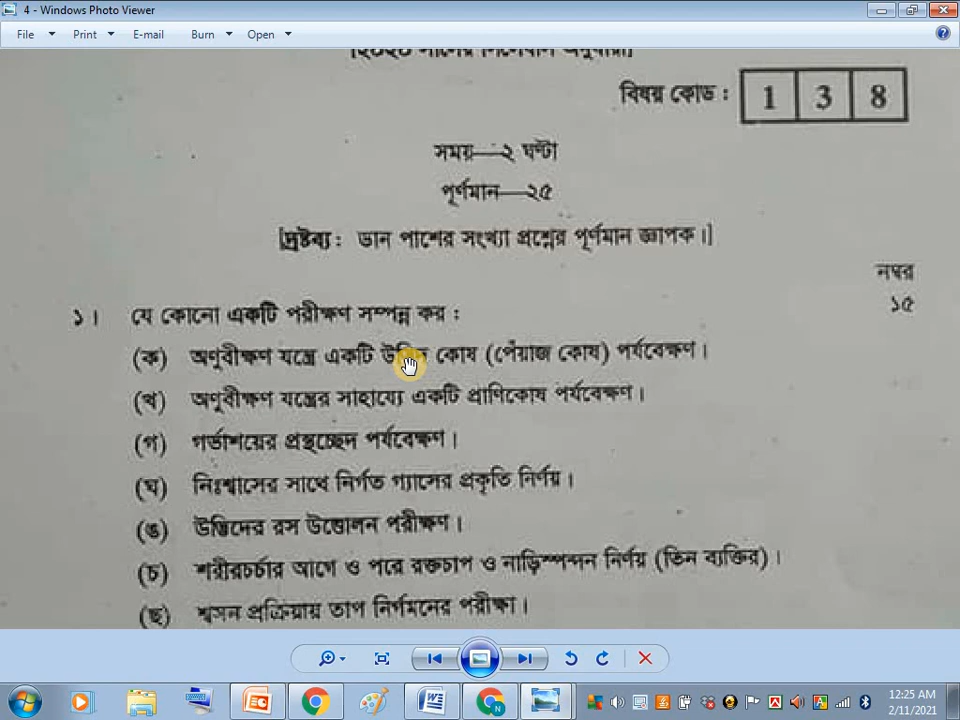 4 - Windows Photo Viewer
File Print E-mail Burn Open
[২০২০ সালের সিলেবাস অনুযায়ী]
বিষয় কোড : 1 3 8
সময়—২ ঘণ্টা
পূর্ণমান—২৫
[দ্রষ্টব্য : ডান পাশের সংখ্যা প্রশ্নের পূর্ণমান জ্ঞাপক।]
নম্বর
১। যে কোনো একটি পরীক্ষণ সম্পন্ন কর : ১৫
(ক) অণুবীক্ষণ যন্ত্রে একটি উদ্ভিদ কোষ (পেঁয়াজ কোষ) পর্যবেক্ষণ।
(খ) অণুবীক্ষণ যন্ত্রের সাহায্যে একটি প্রাণিকোষ পর্যবেক্ষণ।
(গ) গর্ভাশয়ের প্রস্থচ্ছেদ পর্যবেক্ষণ।
(ঘ) নিঃশ্বাসের সাথে নির্গত গ্যাসের প্রকৃতি নির্ণয়।
(ঙ) উদ্ভিদের রস উত্তোলন পরীক্ষণ।
(চ) শরীরচর্চার আগে ও পরে রক্তচাপ ও নাড়িস্পন্দন নির্ণয় (তিন ব্যক্তির)।
(ছ) শ্বসন প্রক্রিয়ায় তাপ নির্গমনের পরীক্ষা।
12:25 AM
2/11/2021